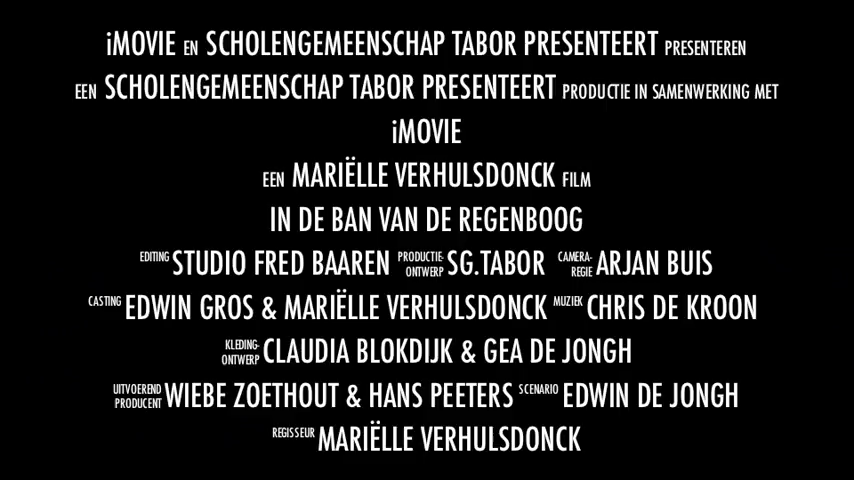 iMOVIE EN SCHOLENGEMEENSCHAP TABOR PRESENTEERT PRESENTEREN
EEN SCHOLENGEMEENSCHAP TABOR PRESENTEERT PRODUCTIE IN SAMENWERKING MET
iMOVIE
EEN MARIËLLE VERHULSDONCK FILM
IN DE BAN VAN DE REGENBOOG
EDITING STUDIO FRED BAAREN PRODUCTIE-ONTWERP SG.TABOR CAMERA-REGIE ARJAN BUIS
CASTING EDWIN GROS & MARIËLLE VERHULSDONCK MUZIEK CHRIS DE KROON
KLEDING-ONTWERP CLAUDIA BLOKDIJK & GEA DE JONGH
UITVOEREND PRODUCENT WIEBE ZOETHOUT & HANS PEETERS SCENARIO EDWIN DE JONGH
REGISSEUR MARIËLLE VERHULSDONCK